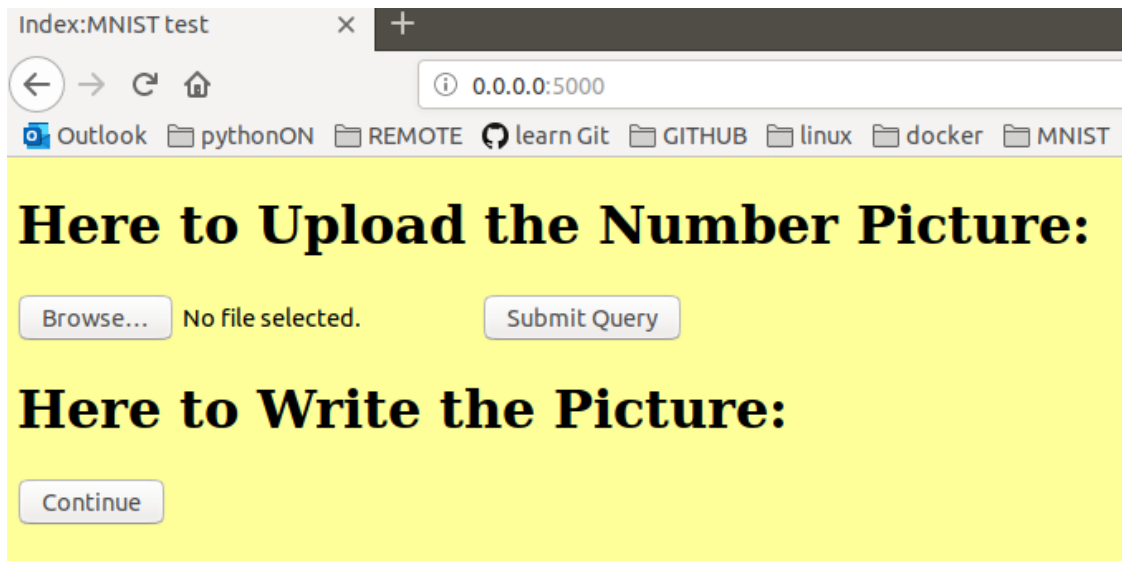 Index:MNIST test
0.0.0.0:5000
Outlook pythonON REMOTE learn Git GITHUB linux docker MNIST
Here to Upload the Number Picture:
Browse... No file selected. Submit Query
Here to Write the Picture:
Continue